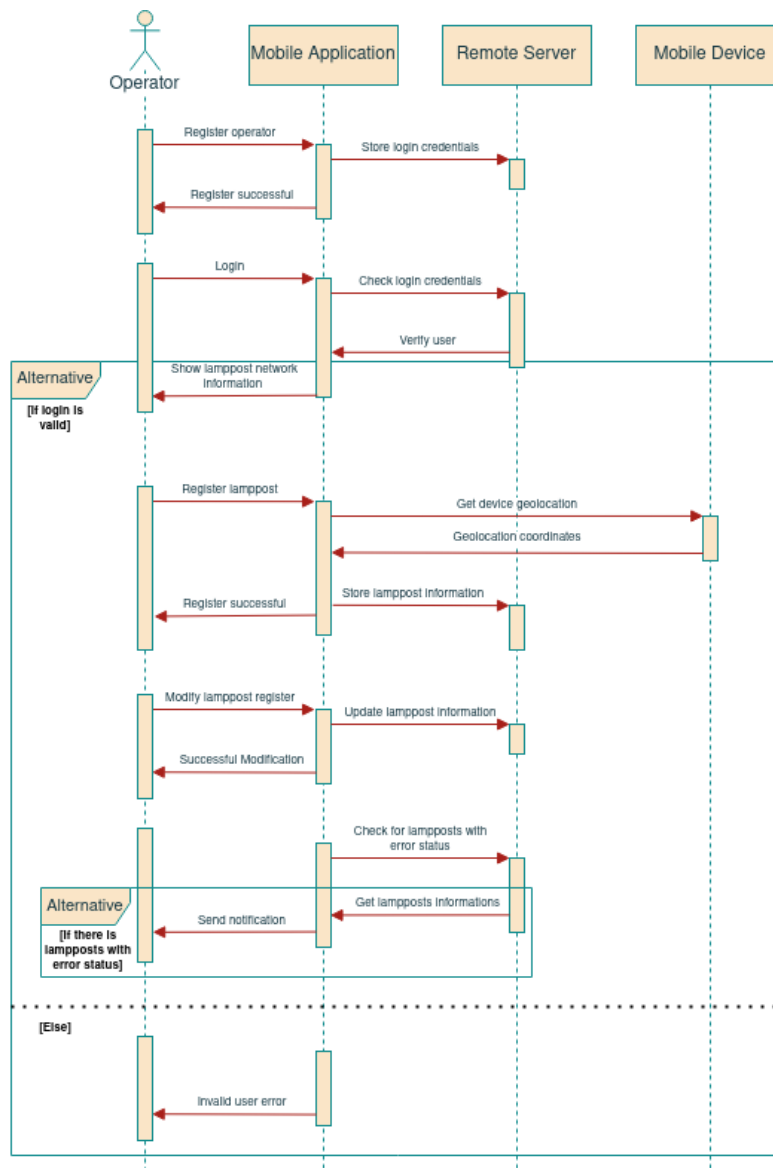 Operator
Mobile Application
Remote Server
Mobile Device
Register operator
Store login credentials
Register successful
Login
Check login credentials
Verify user
Alternative
Show lamppost network
Information
[If login is
valid]
Register lamppost
Get device geolocation
Geolocation coordinates
Store lamppost information
Register successful
Modify lamppost register
Update lamppost information
Successful Modification
Check for lampposts with
error status
Alternative
Get lampposts informations
Send notification
[If there is
lampposts with
error status]
[Else]
Invalid user error